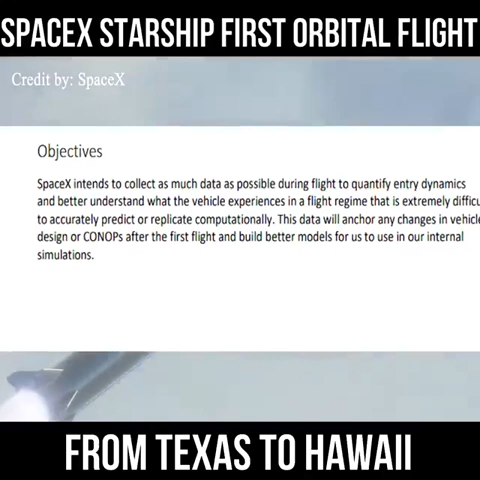 SPACEX STARSHIP FIRST ORBITAL FLIGHT
Credit by: SpaceX
Objectives
SpaceX intends to collect as much data as possible during flight to quantify entry dynamics
and better understand what the vehicle experiences in a flight regime that is extremely difficu
to accurately predict or replicate computationally. This data will anchor any changes in vehicle
design or CONOPs after the first flight and build better models for us to use in our internal
simulations.
FROM TEXAS TO HAWAII